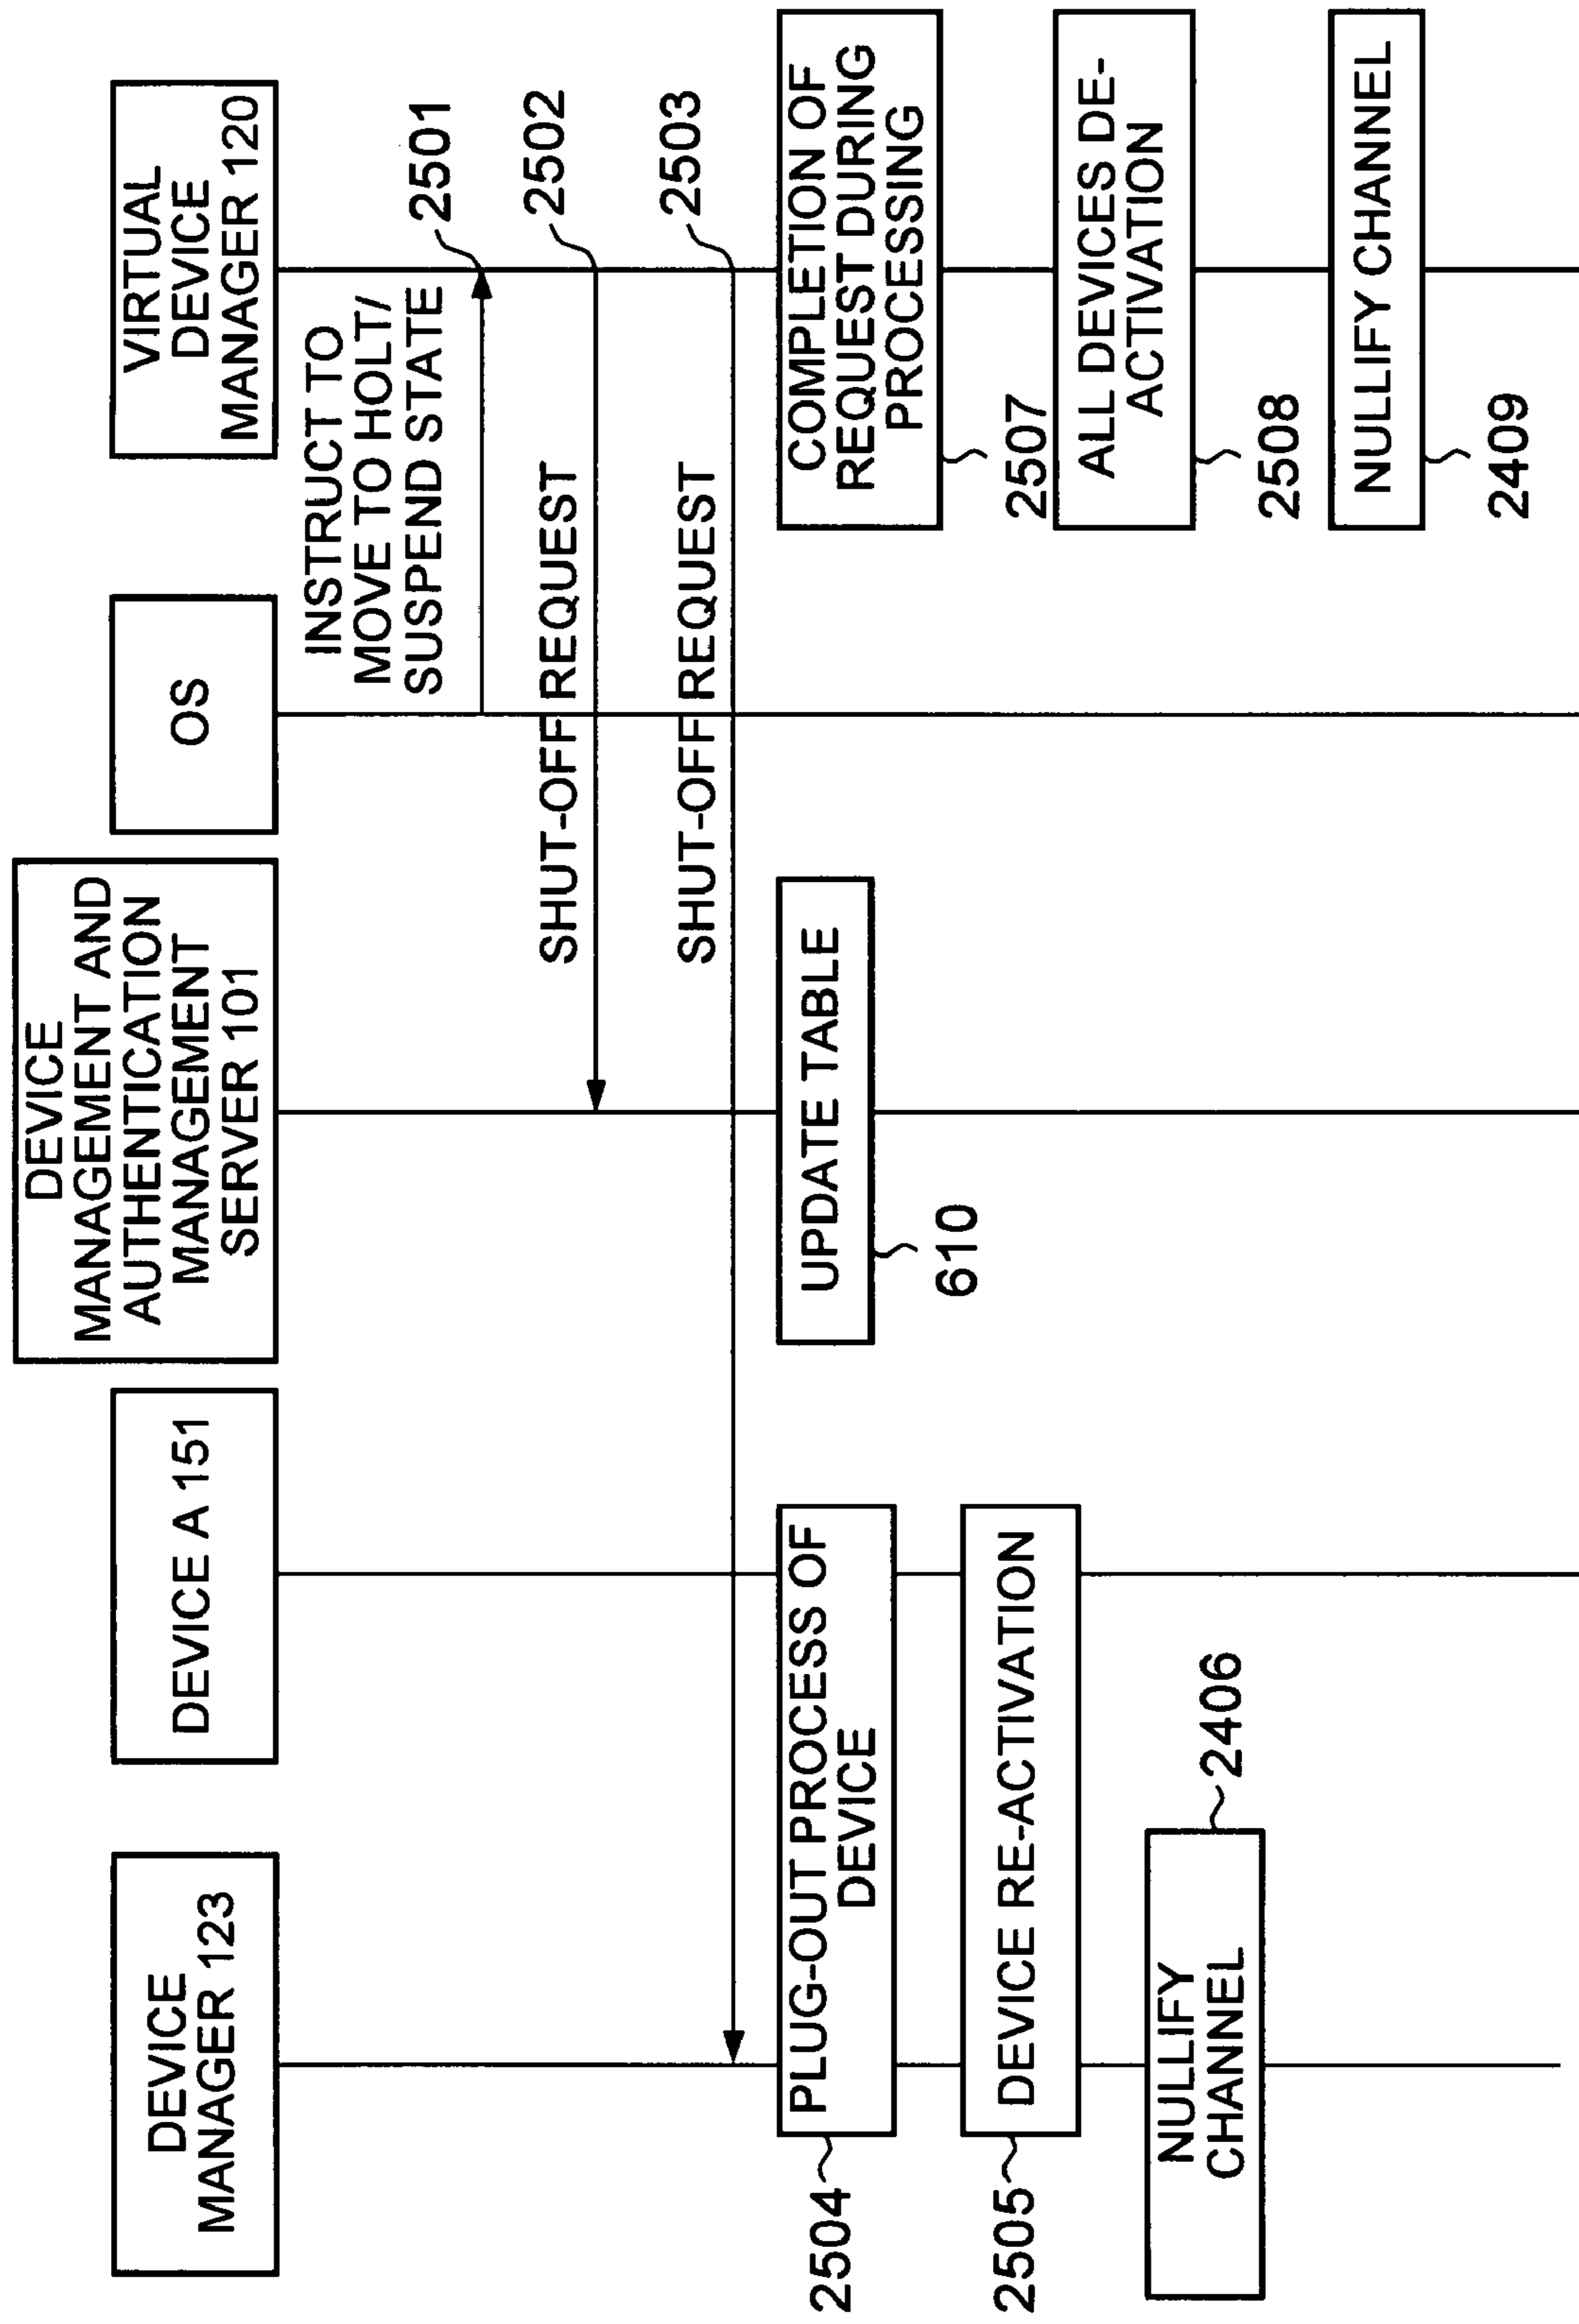 DEVICE
MANAGER 123
DEVICE A 151
DEVICE
MANAGEMENT AND
AUTHENTICATION
MANAGEMENT
SERVER 101
OS
VIRTUAL
DEVICE
MANAGER 120
INSTRUCT TO
MOVE TO HOLT/
SUSPEND STATE
2501
SHUT-OFF REQUEST
2502
SHUT-OFF REQUEST
2503
PLUG-OUT PROCESS OF
DEVICE
2504
DEVICE RE-ACTIVATION
2505
NULLIFY
CHANNEL
2406
UPDATE TABLE
610
COMPLETION OF
REQUEST DURING
PROCESSING
2507
ALL DEVICES DE-
ACTIVATION
2508
NULLIFY CHANNEL
2409